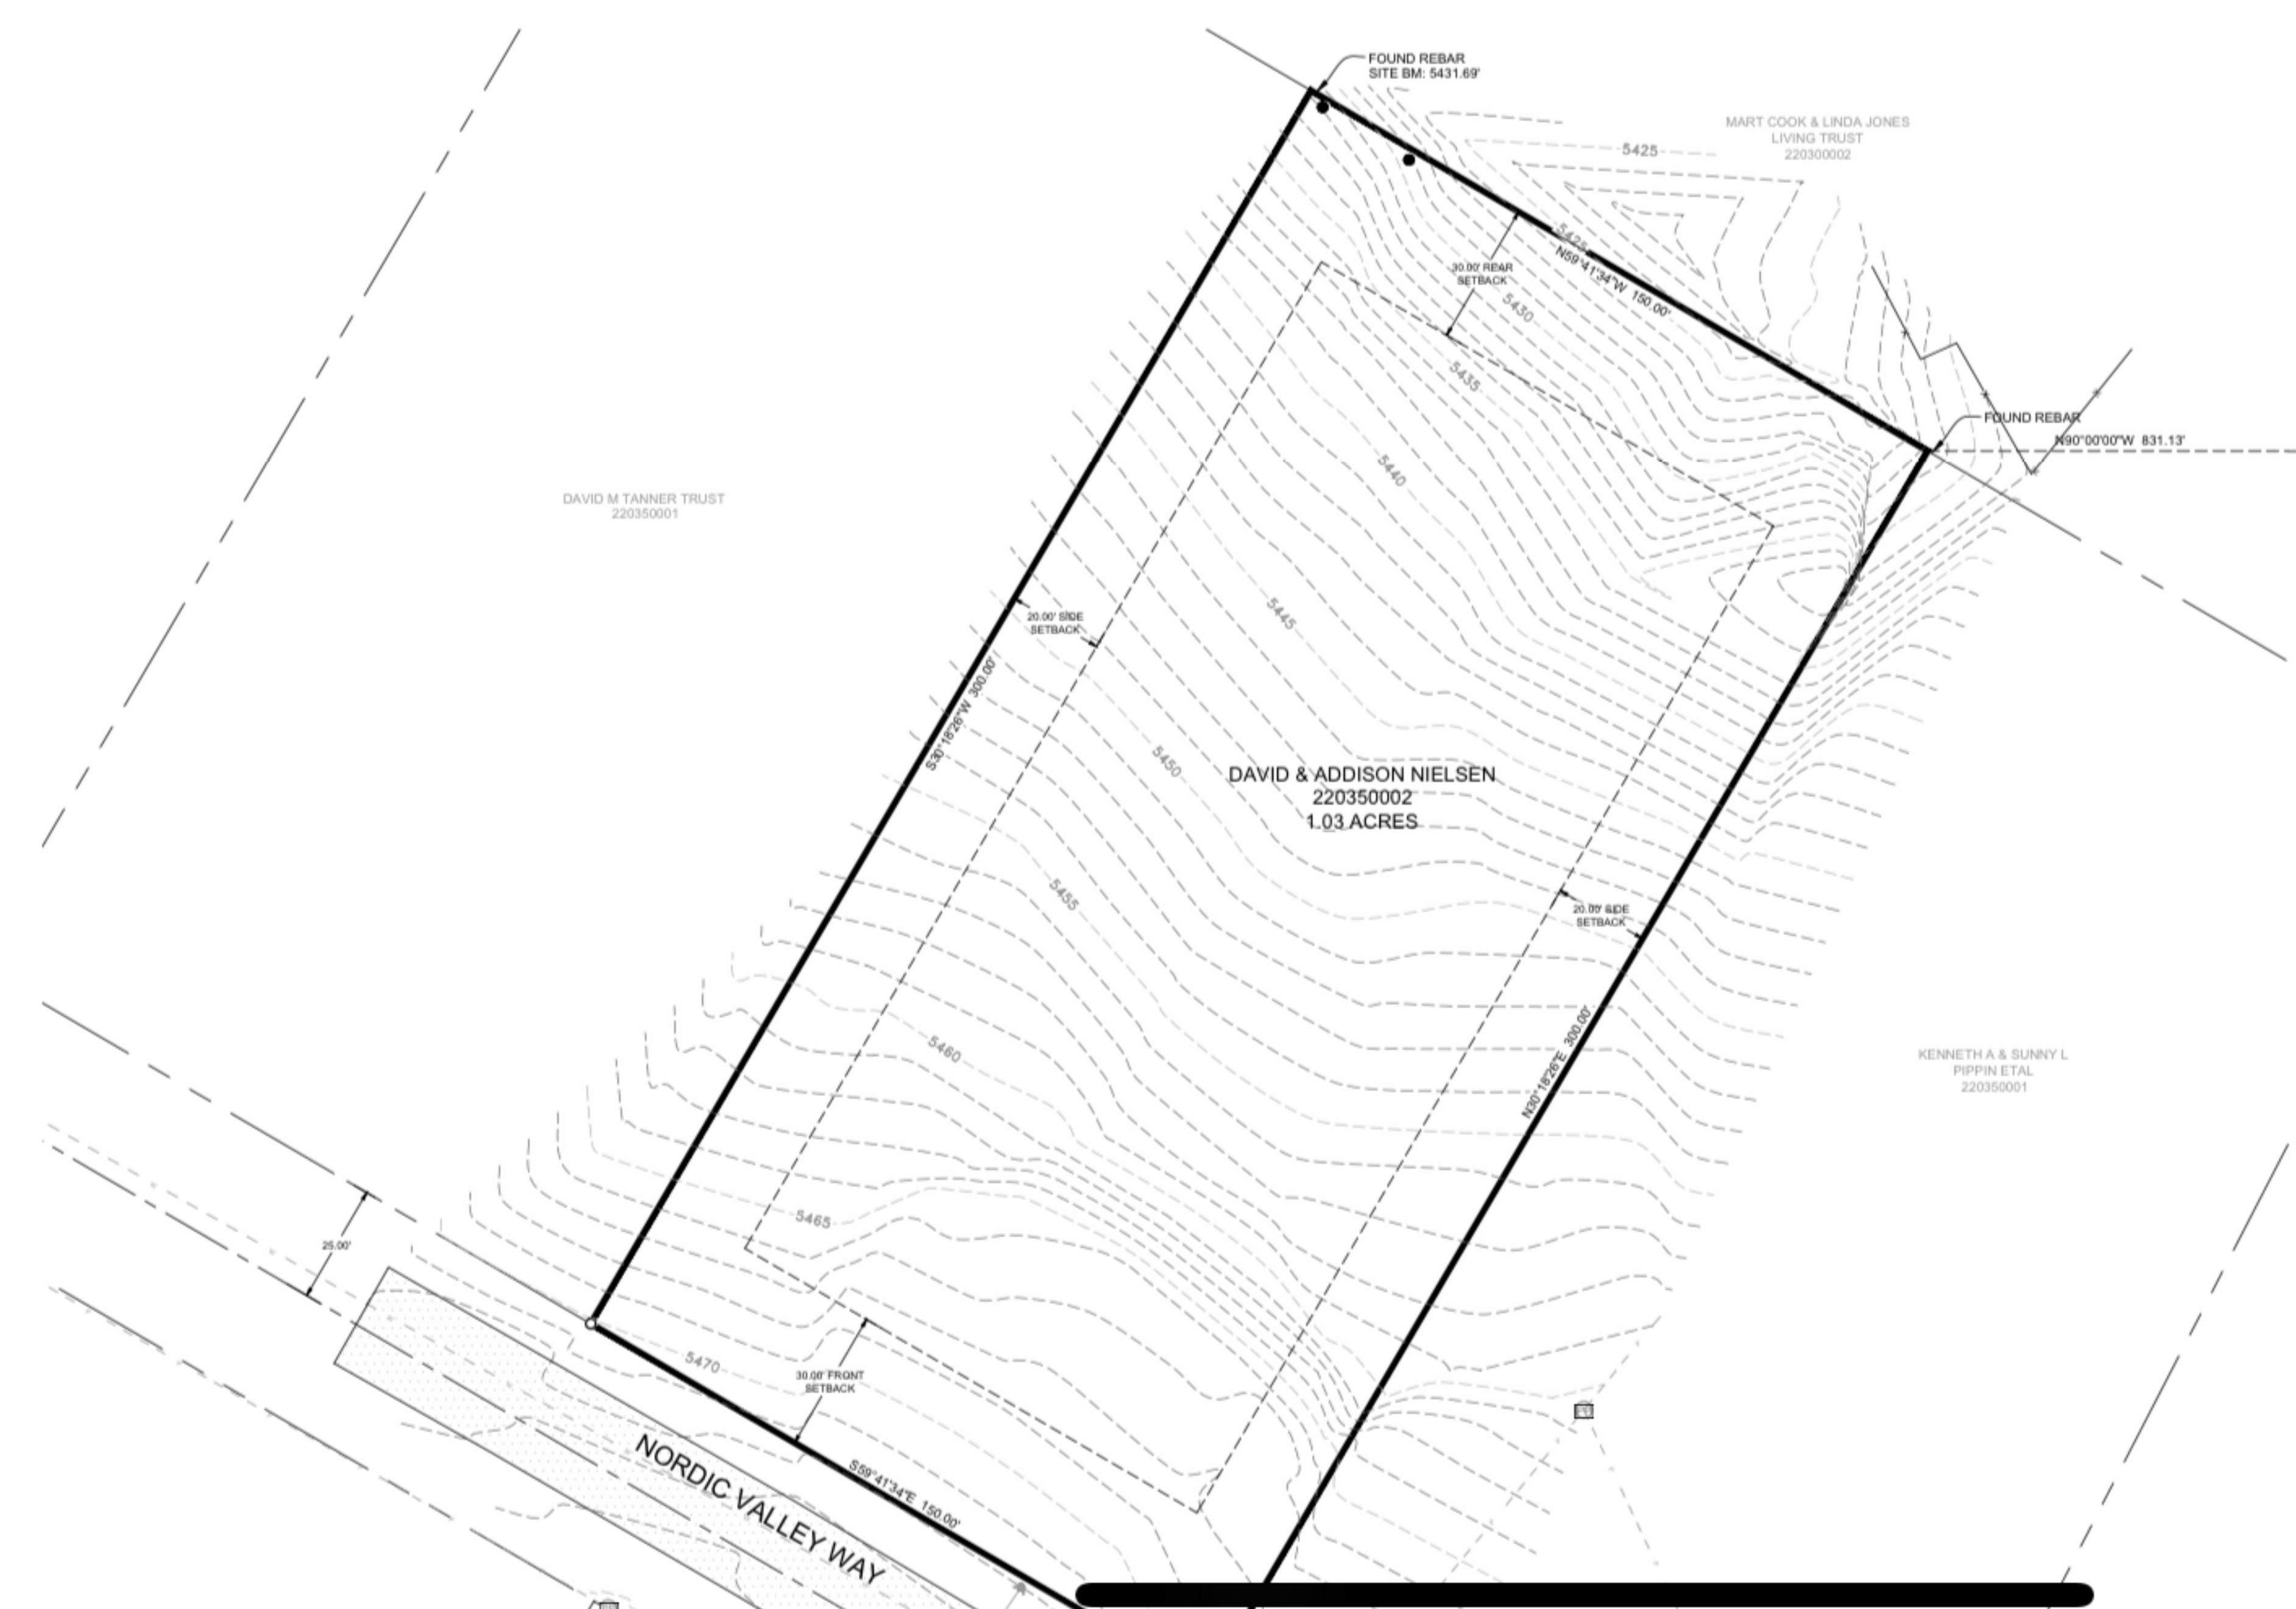 FOUND REBAR
SITE BM: 5431.69'
MART COOK & LINDA JONES
LIVING TRUST
220300002
5425
5425
N59°41'34"W 150.00'
30.00' REAR
SETBACK
5430
5435
FOUND REBAR
N90°00'00"W 831.13'
5440
DAVID M TANNER TRUST
220350001
5445
20.00' SIDE
SETBACK
S30°18'26"W 300.00'
5450
DAVID & ADDISON NIELSEN
220350002
1.03 ACRES
5455
20.00' SIDE
SETBACK
N30°18'26"E 300.00'
5460
KENNETH A & SUNNY L
PIPPIN ETAL
220350001
5465
25.00'
5470
30.00' FRONT
SETBACK
S59°41'34"E 150.00'
NORDIC VALLEY WAY